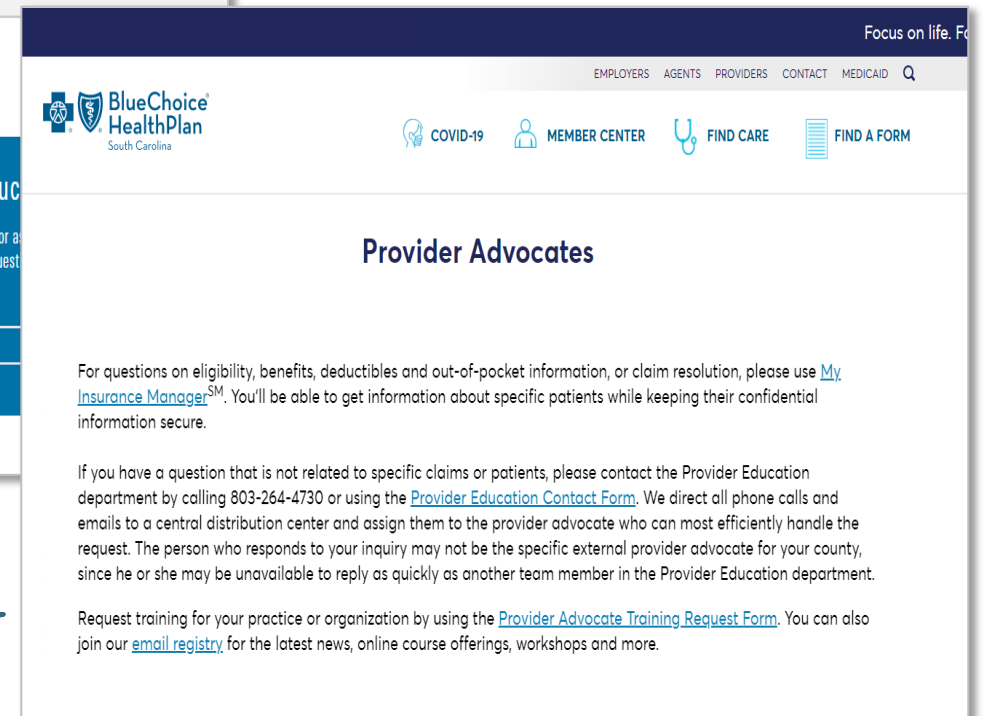 Focus on life.
EMPLOYERS AGENTS PROVIDERS CONTACT MEDICAID
BlueChoice®
HealthPlan
South Carolina
COVID-19 MEMBER CENTER FIND CARE FIND A FORM
Provider Advocates
For questions on eligibility, benefits, deductibles and out-of-pocket information, or claim resolution, please use My
Insurance Manager℠. You'll be able to get information about specific patients while keeping their confidential
information secure.
If you have a question that is not related to specific claims or patients, please contact the Provider Education
department by calling 803-264-4730 or using the Provider Education Contact Form. We direct all phone calls and
emails to a central distribution center and assign them to the provider advocate who can most efficiently handle the
request. The person who responds to your inquiry may not be the specific external provider advocate for your county,
since he or she may be unavailable to reply as quickly as another team member in the Provider Education department.
Request training for your practice or organization by using the Provider Advocate Training Request Form. You can also
join our email registry for the latest news, online course offerings, workshops and more.